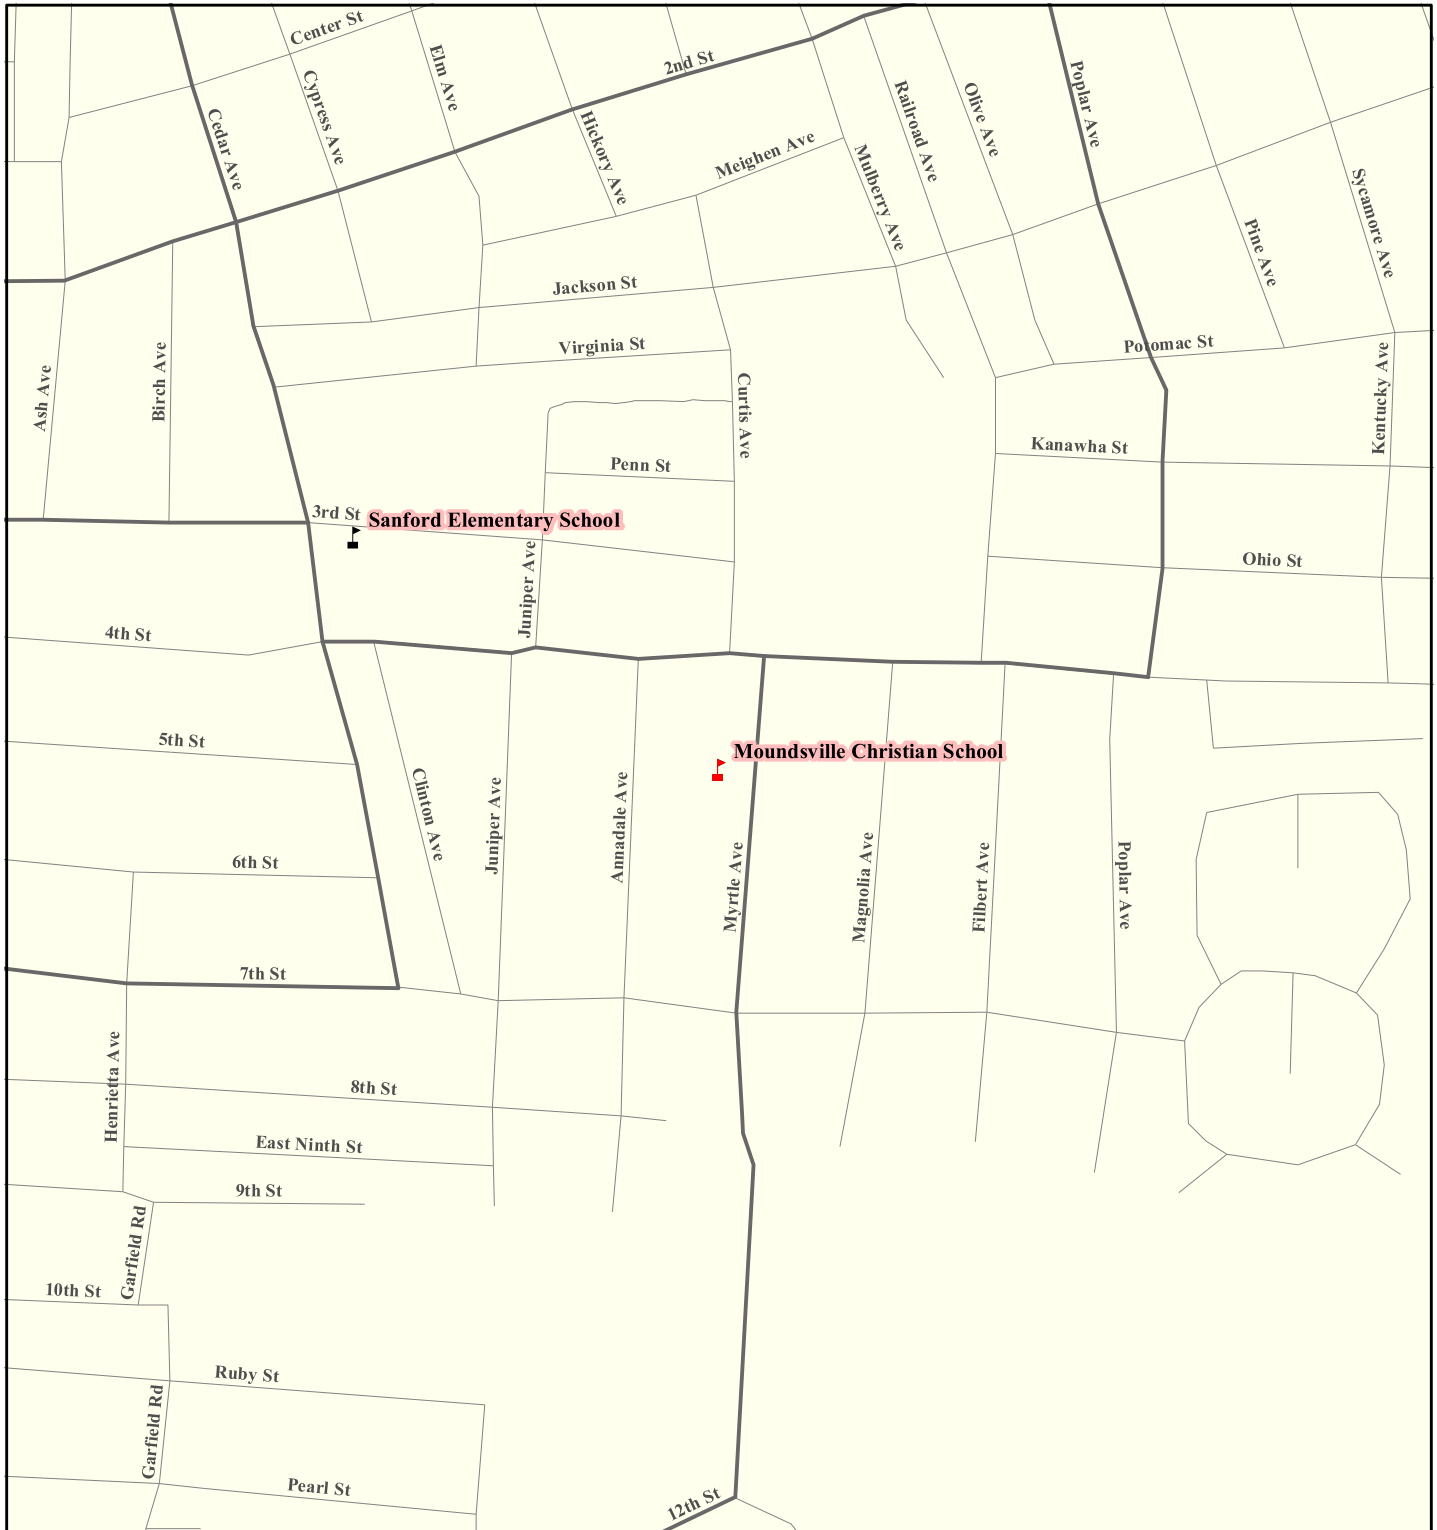 Center St
Elm Ave
2nd St
Cypress Ave
Cedar Ave
Hickory Ave
Meighen Ave
Mulberry Ave
Railroad Ave
Olive Ave
Poplar Ave
Sycamore Ave
Pine Ave
Jackson St
Virginia St
Potomac St
Ash Ave
Birch Ave
Curtis Ave
Kentucky Ave
Kanawha St
Penn St
3rd St
Sanford Elementary School
Juniper Ave
Ohio St
4th St
5th St
Moundsville Christian School
Clinton Ave
Juniper Ave
Annadale Ave
Myrtle Ave
Magnolia Ave
Filbert Ave
Poplar Ave
6th St
7th St
Henrietta Ave
8th St
East Ninth St
9th St
Garfield Rd
10th St
Ruby St
Garfield Rd
Pearl St
12th St